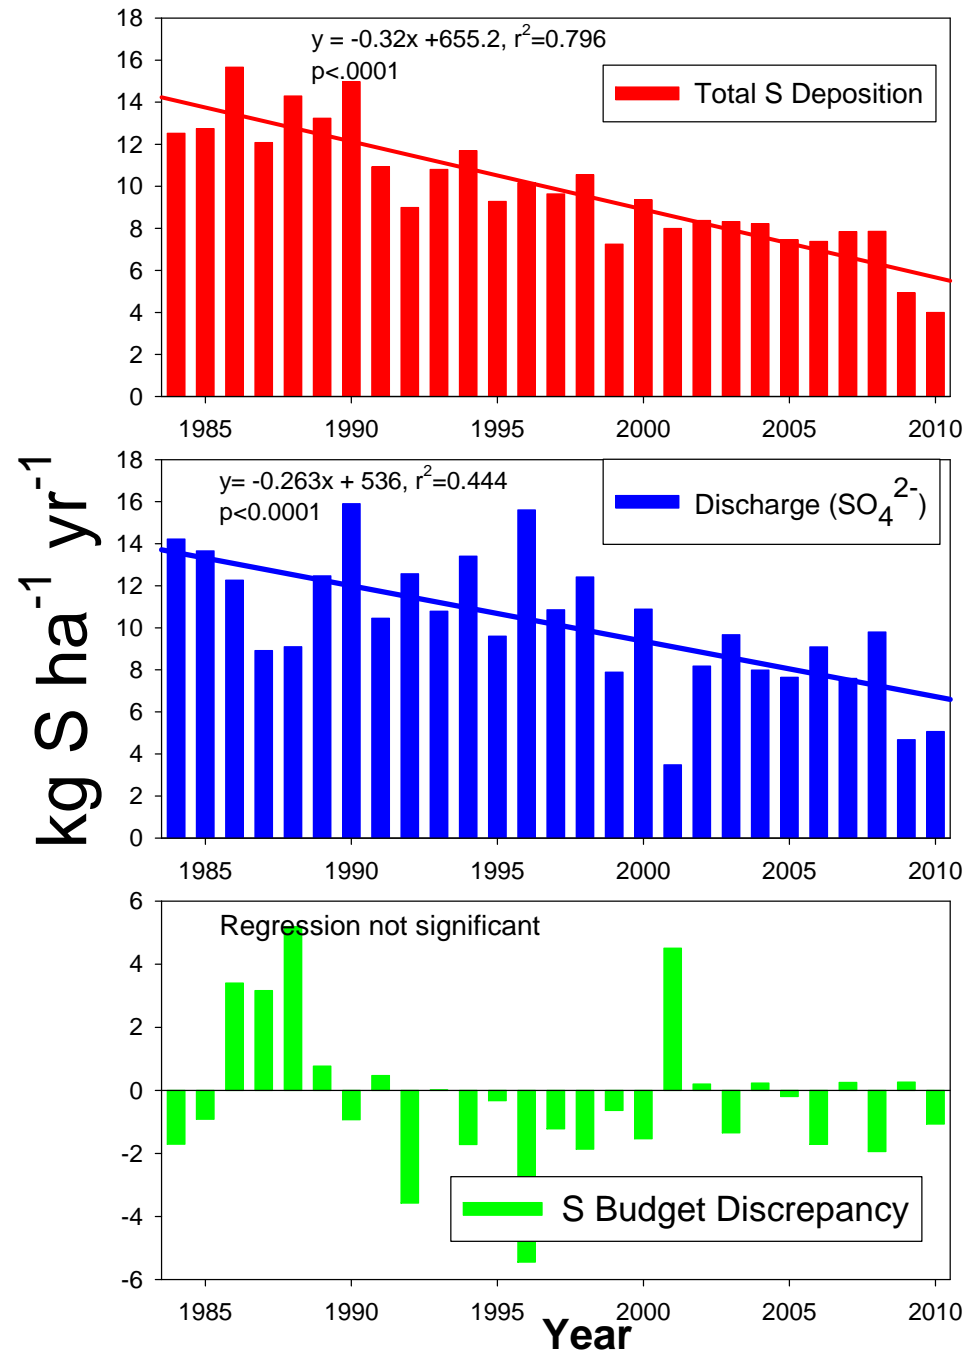 kg S ha⁻¹ yr⁻¹
18
16
14
12
10
8
6
4
2
0
y = -0.32x +655.2, r²=0.796
p<.0001
Total S Deposition
1985 1990 1995 2000 2005 2010
18
16
14
12
10
8
6
4
2
0
y= -0.263x + 536, r²=0.444
p<0.0001
Discharge (SO₄²⁻)
1985 1990 1995 2000 2005 2010
6
4
2
0
-2
-4
-6
Regression not significant
S Budget Discrepancy
1985 1990 1995 2000 2005 2010
Year